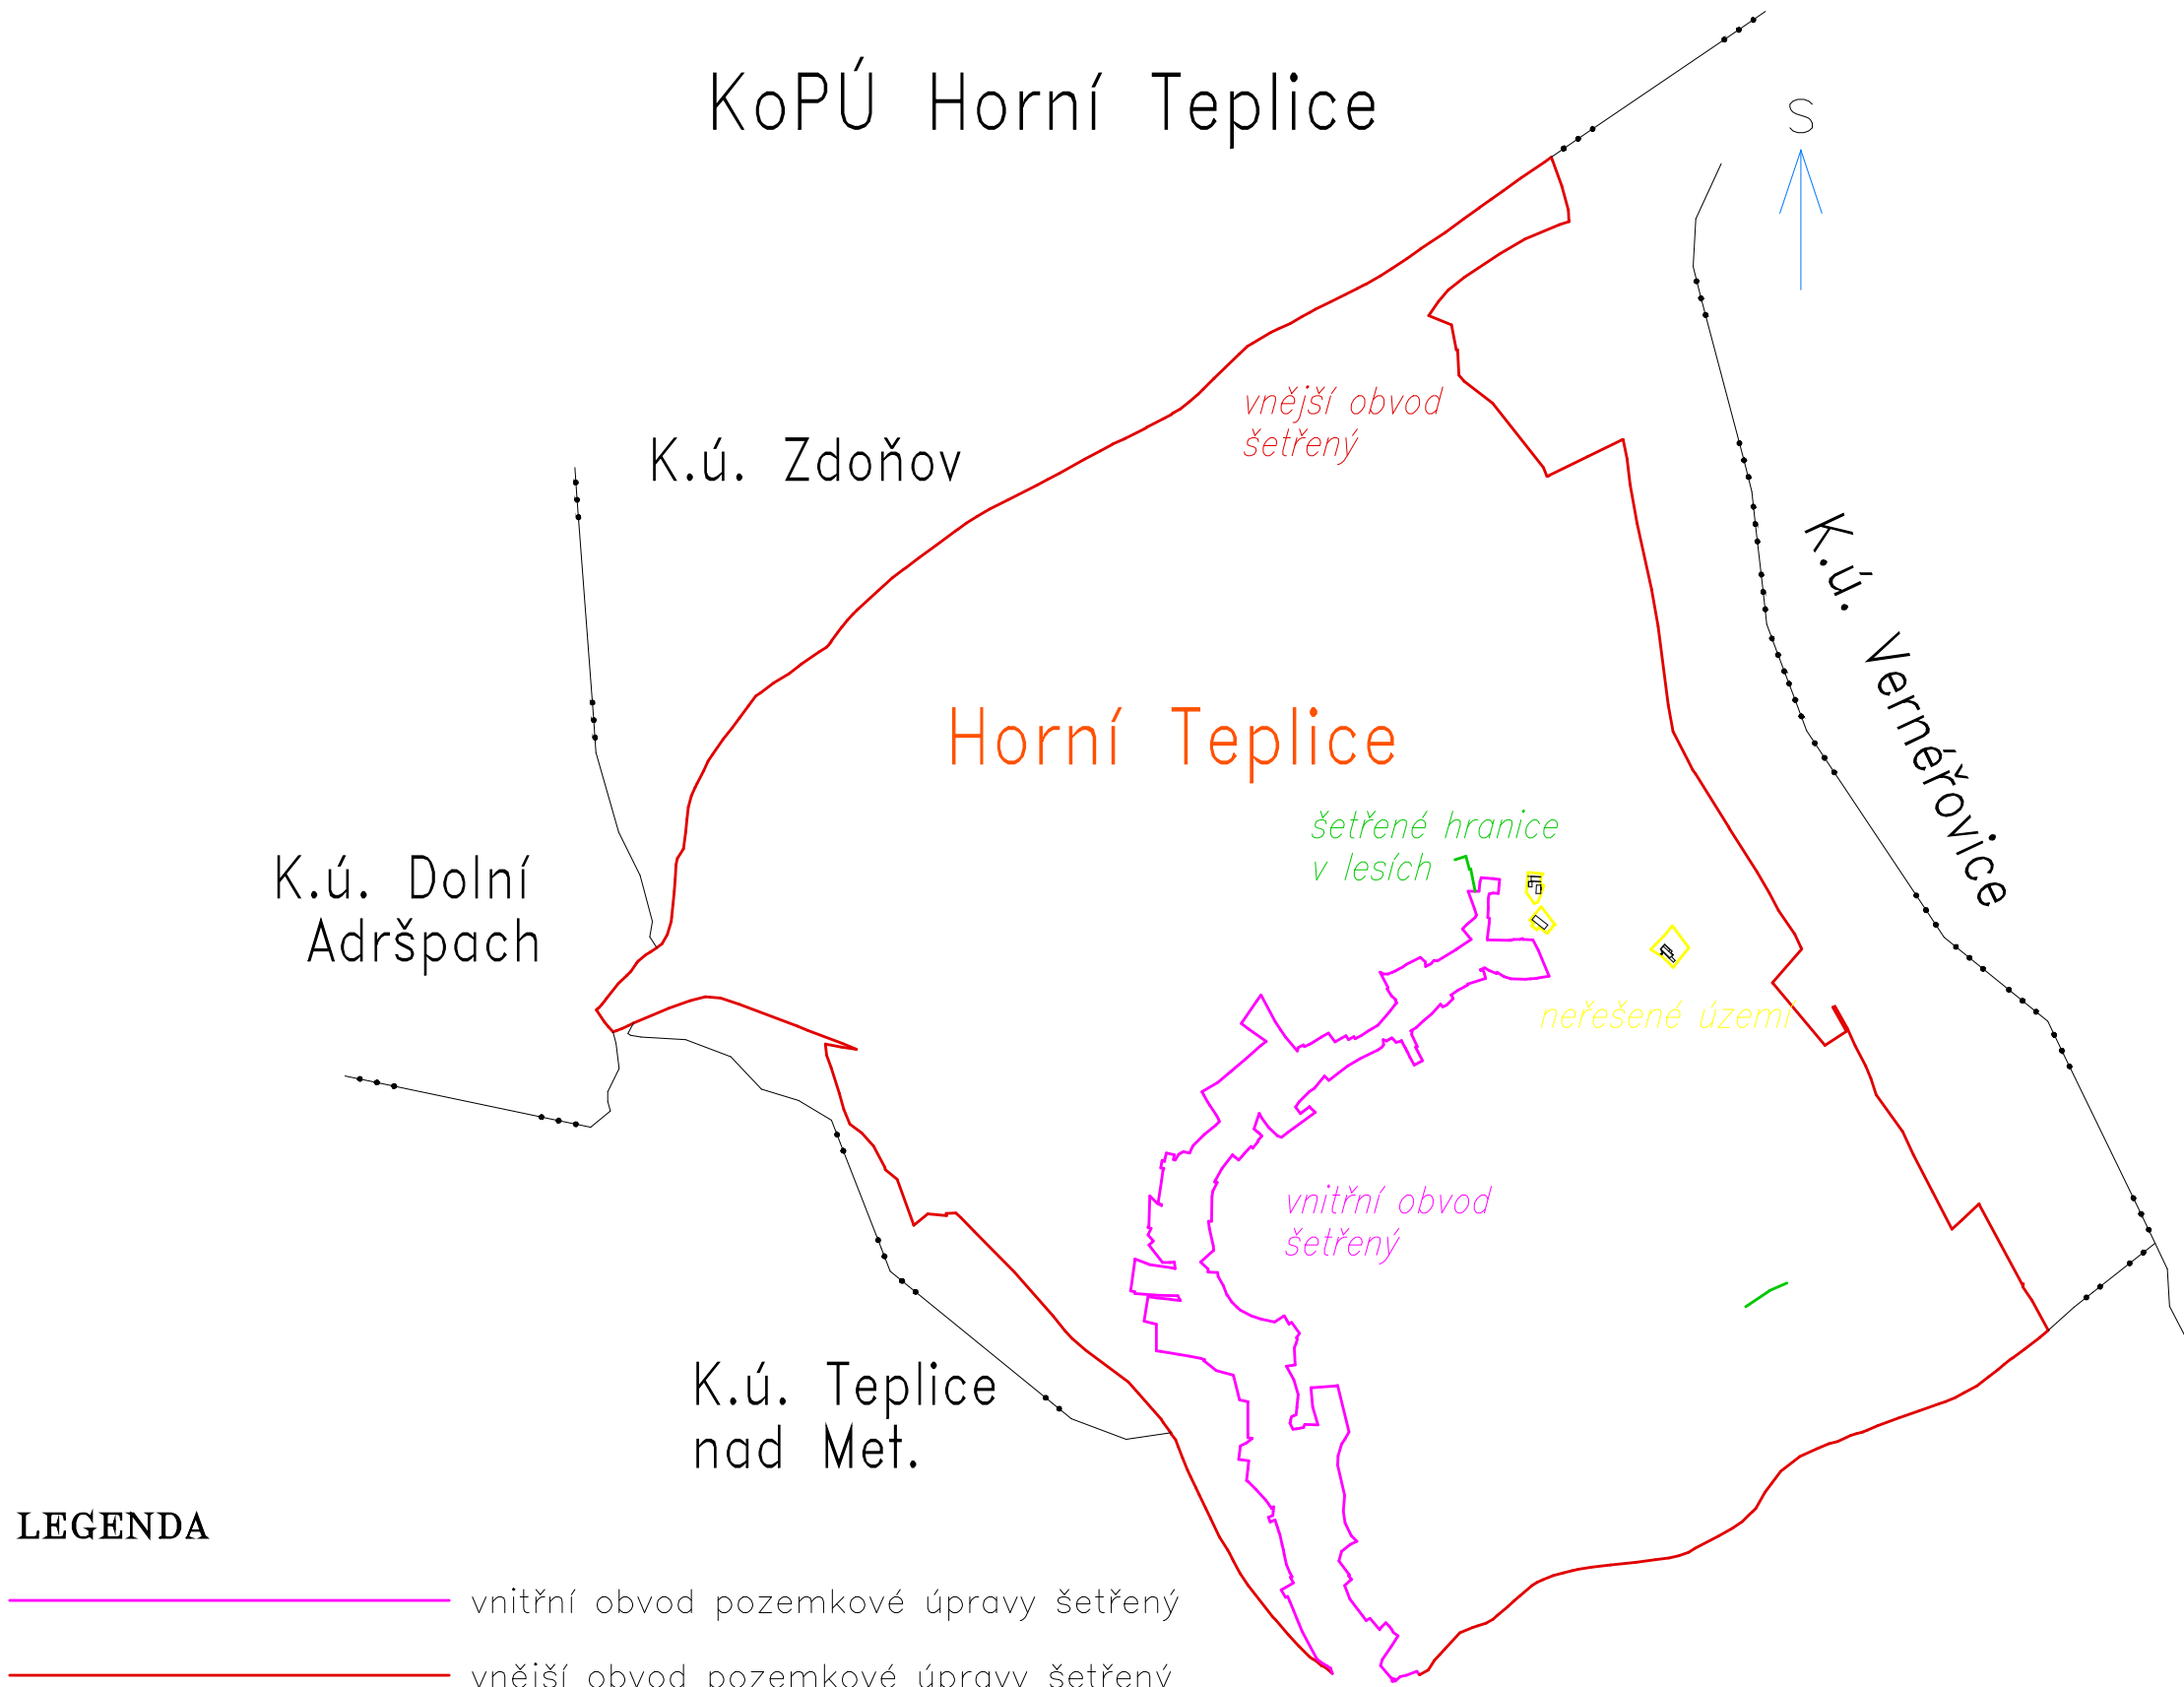 KoPÚ Horní Teplice
S
vnější obvod
šetřený
K.ú. Zdoňov
K.ú. Verněřovice
Horní Teplice
šetřené hranice
v lesích
K.ú. Dolní
Adršpach
neřešené území
vnitřní obvod
šetřený
K.ú. Teplice
nad Met.
LEGENDA
vnitřní obvod pozemkové úpravy šetřený
vnější obvod pozemkové úpravy šetřený